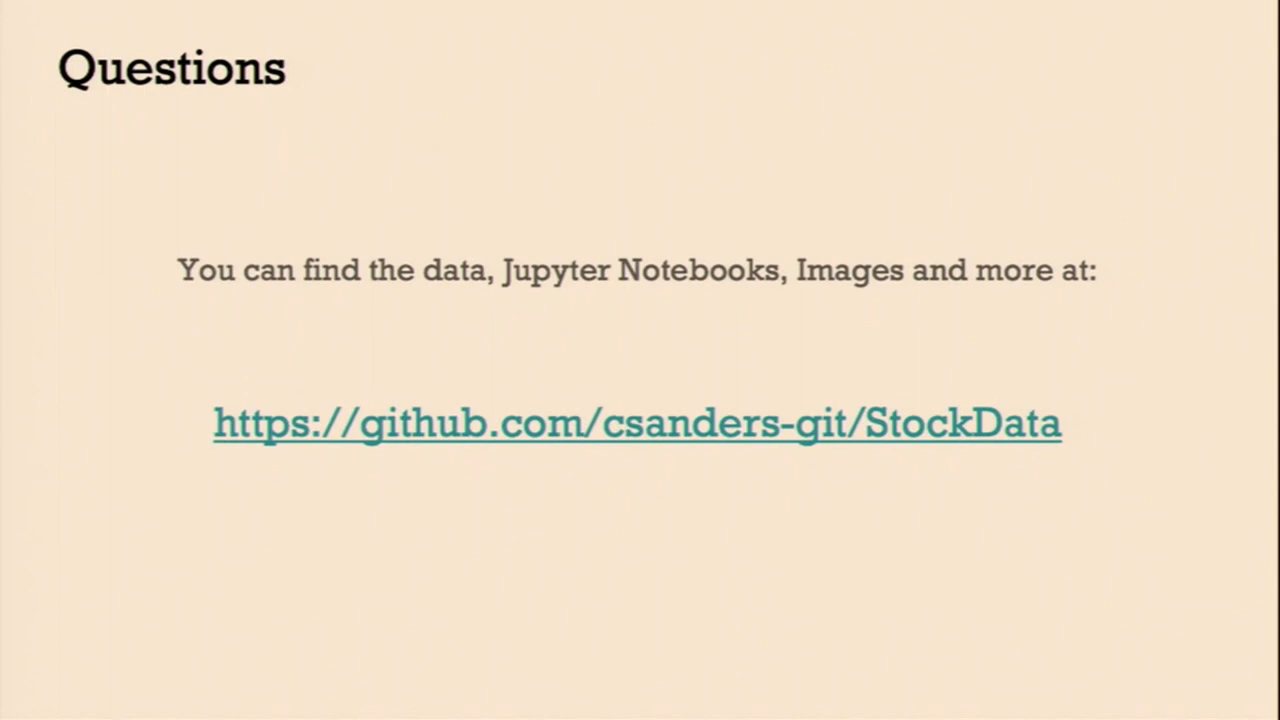 Questions
You can find the data, Jupyter Notebooks, Images and more at:
https://github.com/csanders-git/StockData